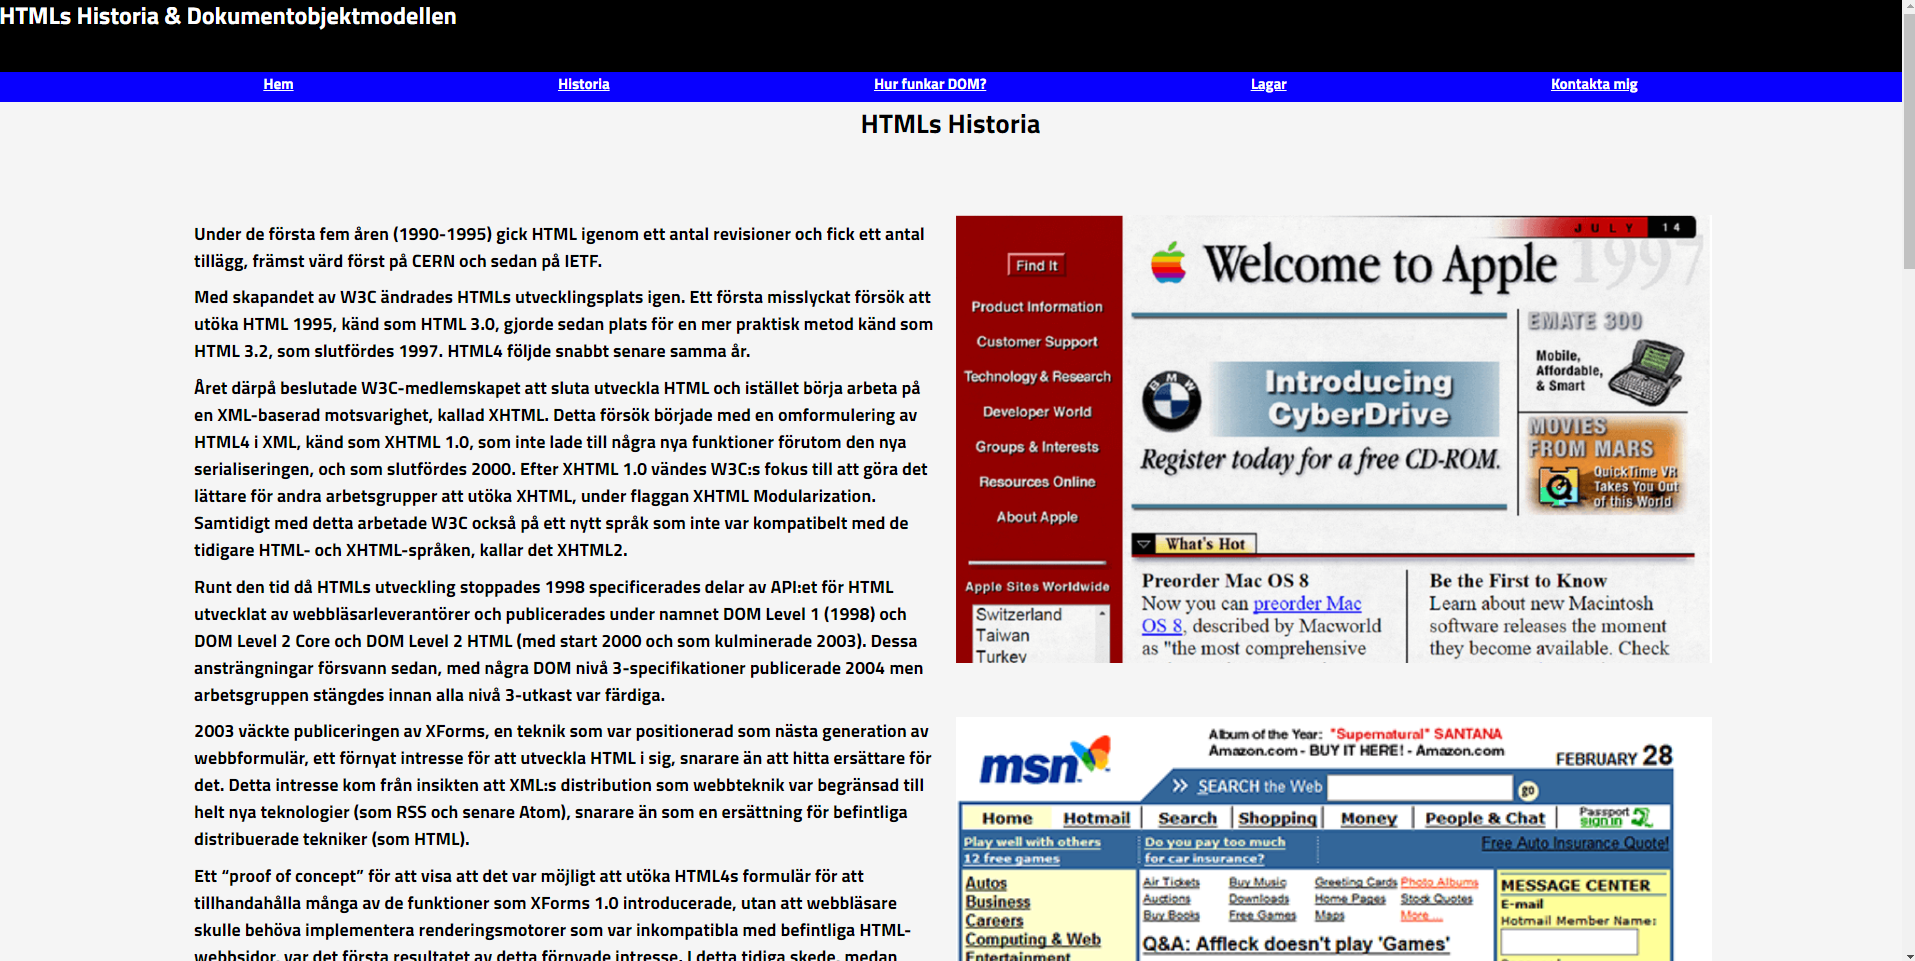 HTMLs Historia & Dokumentobjektmodellen
Hem
Historia
Hur funkar DOM?
Lagar
Kontakta mig
HTMLs Historia
Under de första fem åren (1990-1995) gick HTML igenom ett antal revisioner och fick ett antal
tillägg, främst värd först på CERN och sedan på IETF.
Med skapandet av W3C ändrades HTMLs utvecklingsplats igen. Ett första misslyckat försök att
utöka HTML 1995, känd som HTML 3.0, gjorde sedan plats för en mer praktisk metod känd som
HTML 3.2, som slutfördes 1997. HTML4 följde snabbt senare samma år.
Året därpå beslutade W3C-medlemskapet att sluta utveckla HTML och istället börja arbeta på
en XML-baserad motsvarighet, kallad XHTML. Detta försök började med en omformulering av
HTML4 i XML, känd som XHTML 1.0, som inte lade till några nya funktioner förutom den nya
serialiseringen, och som slutfördes 2000. Efter XHTML 1.0 vändes W3C:s fokus till att göra det
lättare för andra arbetsgrupper att utöka XHTML, under flaggan XHTML Modularization.
Samtidigt med detta arbetade W3C också på ett nytt språk som inte var kompatibelt med de
tidigare HTML- och XHTML-språken, kallar det XHTML2.
Runt den tid då HTMLs utveckling stoppades 1998 specificerades delar av API:et för HTML
utvecklat av webbläsarleverantörer och publicerades under namnet DOM Level 1 (1998) och
DOM Level 2 Core och DOM Level 2 HTML (med start 2000 och som kulminerade 2003). Dessa
ansträngningar försvann sedan, med några DOM nivå 3-specifikationer publicerade 2004 men
arbetsgruppen stängdes innan alla nivå 3-utkast var färdiga.
2003 väckte publiceringen av XForms, en teknik som var positionerad som nästa generation av
webbformulär, ett förnyat intresse för att utveckla HTML i sig, snarare än att hitta ersättare för
det. Detta intresse kom från insikten att XML:s distribution som webbteknik var begränsad till
helt nya teknologier (som RSS och senare Atom), snarare än som en ersättning för befintliga
distribuerade tekniker (som HTML).
Ett “proof of concept” för att visa att det var möjligt att utöka HTML4s formulär för att
tillhandahålla många av de funktioner som XForms 1.0 introducerade, utan att webbläsare
skulle behöva implementera renderingsmotorer som var inkompatibla med befintliga HTML-
webbsidor, var det första resultatet av detta förnyade intresse. I detta tidiga skede, medan
Find It
Product Information
Customer Support
Technology & Research
Developer World
Groups & Interests
Resources Online
About Apple
Apple Sites Worldwide
Switzerland
Taiwan
Turkey
JULY 14
1997
Welcome to Apple
BMW
Introducing
CyberDrive
Register today for a free CD-ROM.
EMATE 300
Mobile,
Affordable,
& Smart
MOVIES
FROM MARS
QuickTime VR
Takes You Out
of this World
What's Hot
Preorder Mac OS 8
Now you can preorder Mac
OS 8, described by Macworld
as "the most comprehensive
Be the First to Know
Learn about new Macintosh
software releases the moment
they become available. Check
msn
Album of the Year: "Supernatural" SANTANA
Amazon.com - BUY IT HERE! - Amazon.com
FEBRUARY 28
SEARCH the Web
go
Home
Hotmail
Search
Shopping
Money
People & Chat
Passport
sign in
Play well with others
12 free games
Do you pay too much
for car insurance?
Free Auto Insurance Quote!
Autos
Business
Careers
Computing & Web
Entertainment
Air Tickets Buy Music Greeting Cards Photo Albums
Auctions Downloads Home Pages Stock Quotes
Buy Books Free Games Maps More ...
Q&A: Affleck doesn't play 'Games'
MESSAGE CENTER
E-mail
Hotmail Member Name: